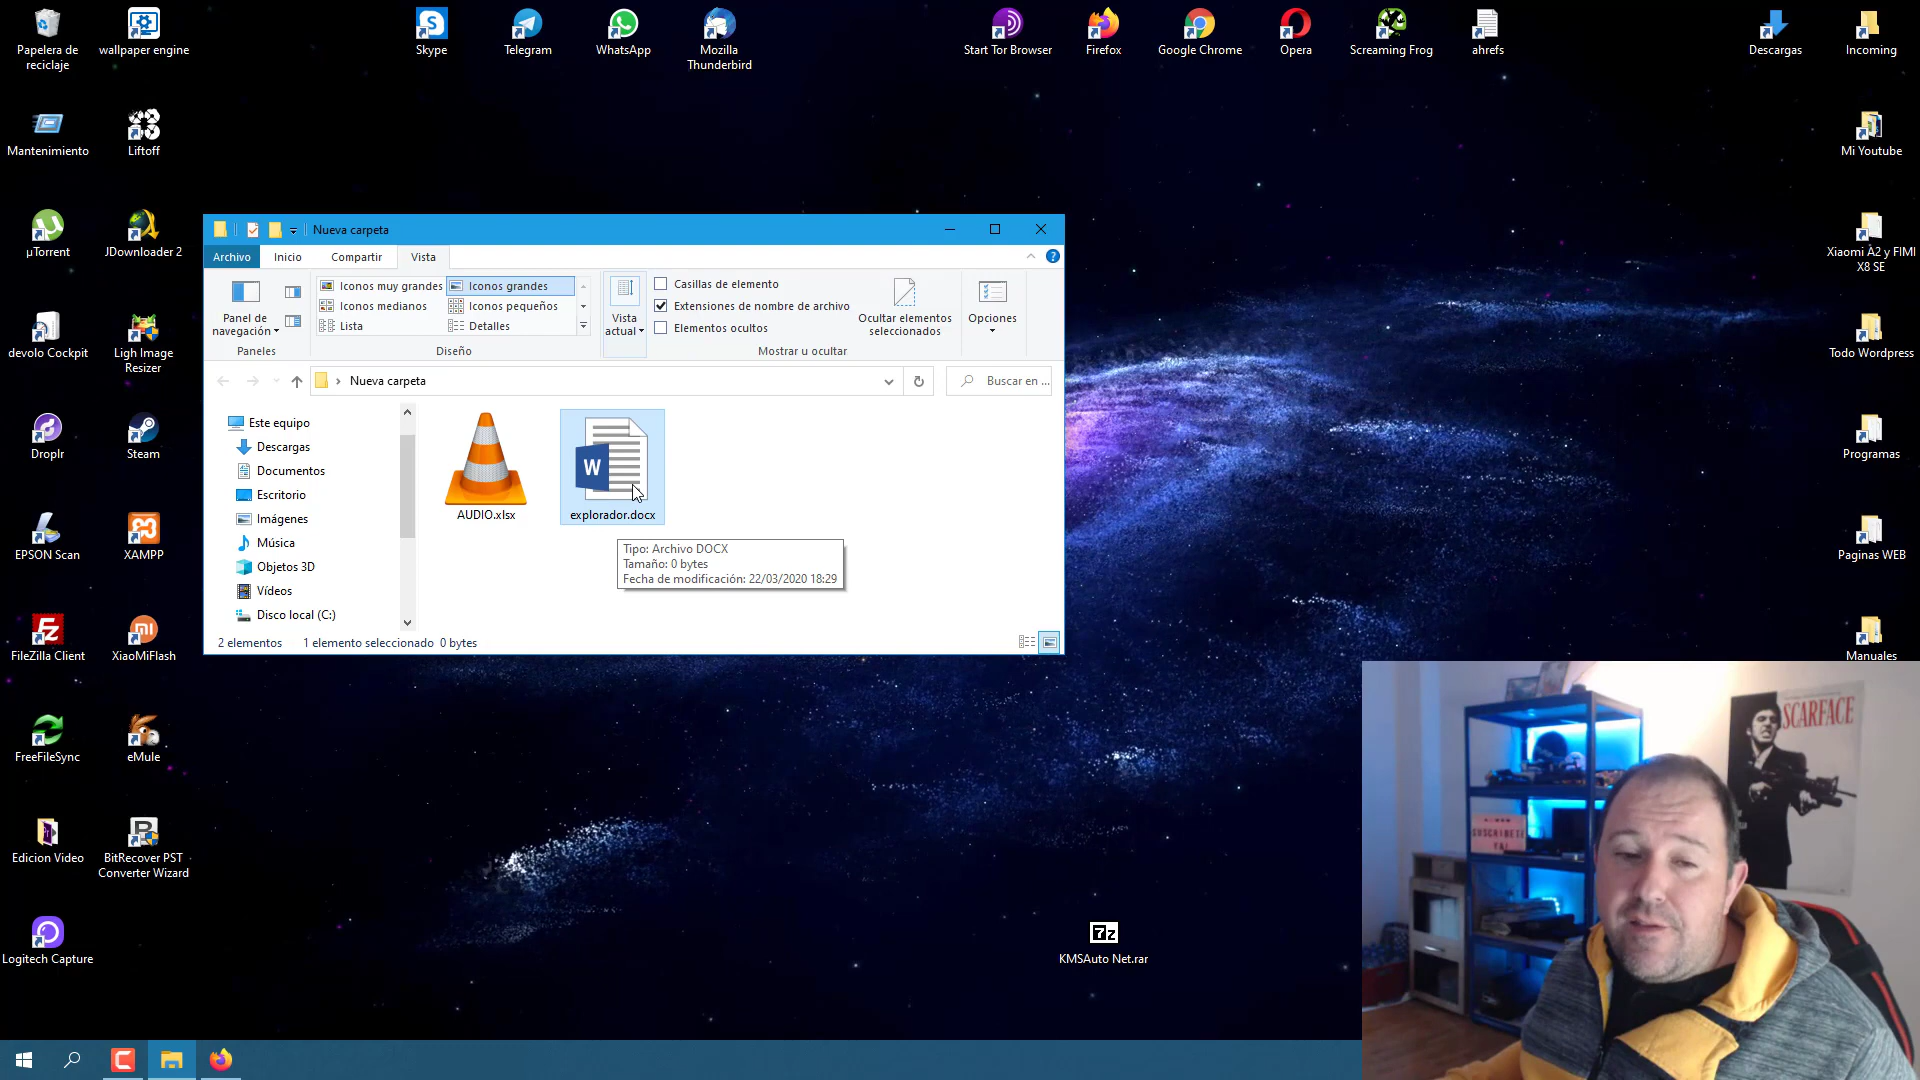 Papelera de
reciclaje
wallpaper engine
Skype
Telegram
WhatsApp
Mozilla
Thunderbird
Start Tor Browser
Firefox
Google Chrome
Opera
Screaming Frog
ahrefs
Descargas
Incoming
Mantenimiento
Liftoff
Mi Youtube
µTorrent
JDownloader 2
Xiaomi A2 y FIMI
X8 SE
devolo Cockpit
Ligh Image
Resizer
Todo Wordpress
Droplr
Steam
Programas
EPSON Scan
XAMPP
Paginas WEB
FileZilla Client
XiaoMiFlash
Manuales
FreeFileSync
eMule
Edicion Video
BitRecover PST
Converter Wizard
Logitech Capture
KMSAuto Net.rar
Nueva carpeta
Archivo
Inicio
Compartir
Vista
Panel de
navegación
Paneles
Iconos muy grandes
Iconos grandes
Iconos medianos
Iconos pequeños
Lista
Detalles
Diseño
Vista
actual
Casillas de elemento
Extensiones de nombre de archivo
Elementos ocultos
Ocultar elementos
seleccionados
Mostrar u ocultar
Opciones
Nueva carpeta
Buscar en ...
Este equipo
Descargas
Documentos
Escritorio
Imágenes
Música
Objetos 3D
Vídeos
Disco local (C:)
AUDIO.xlsx
W
explorador.docx
Tipo: Archivo DOCX
Tamaño: 0 bytes
Fecha de modificación: 22/03/2020 18:29
2 elementos
1 elemento seleccionado
0 bytes
SCARFACE
SUSCRIBETE
YA!